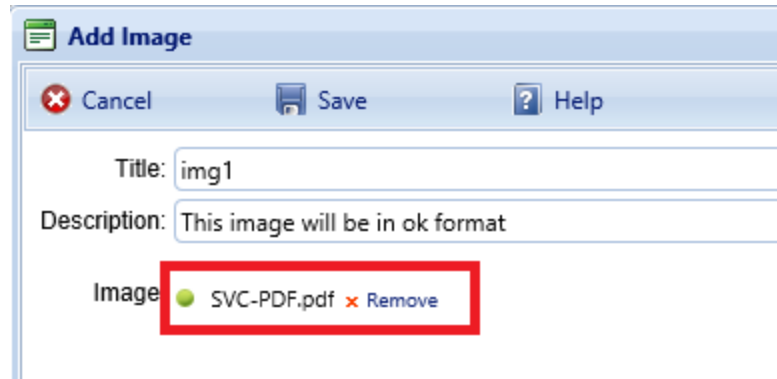 Add Image
Cancel Save Help
Title: img1
Description: This image will be in ok format
Image SVC-PDF.pdf x Remove